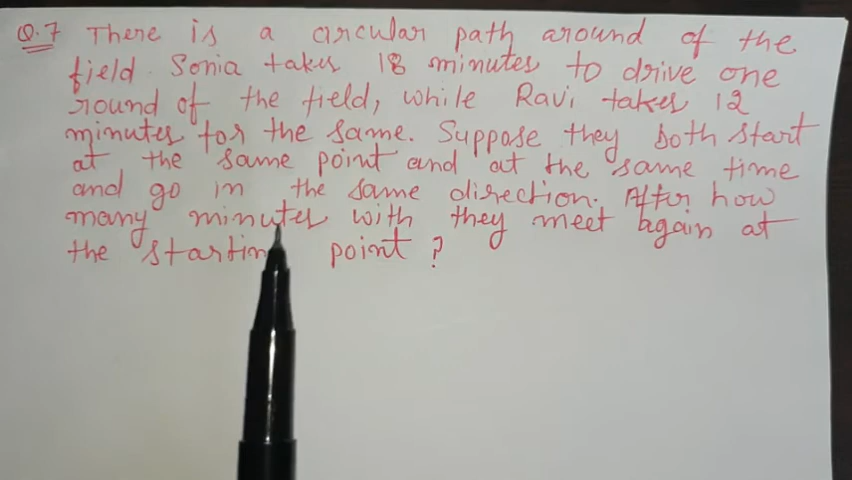 Q.7 There is a circular path around of the
field. Sonia takes 18 minutes to drive one
round of the field, while Ravi takes 12
minutes for the same. Suppose they both start
at the same point and at the same time
and go in the same direction. After how
many minutes with they meet again at
the starting point ?